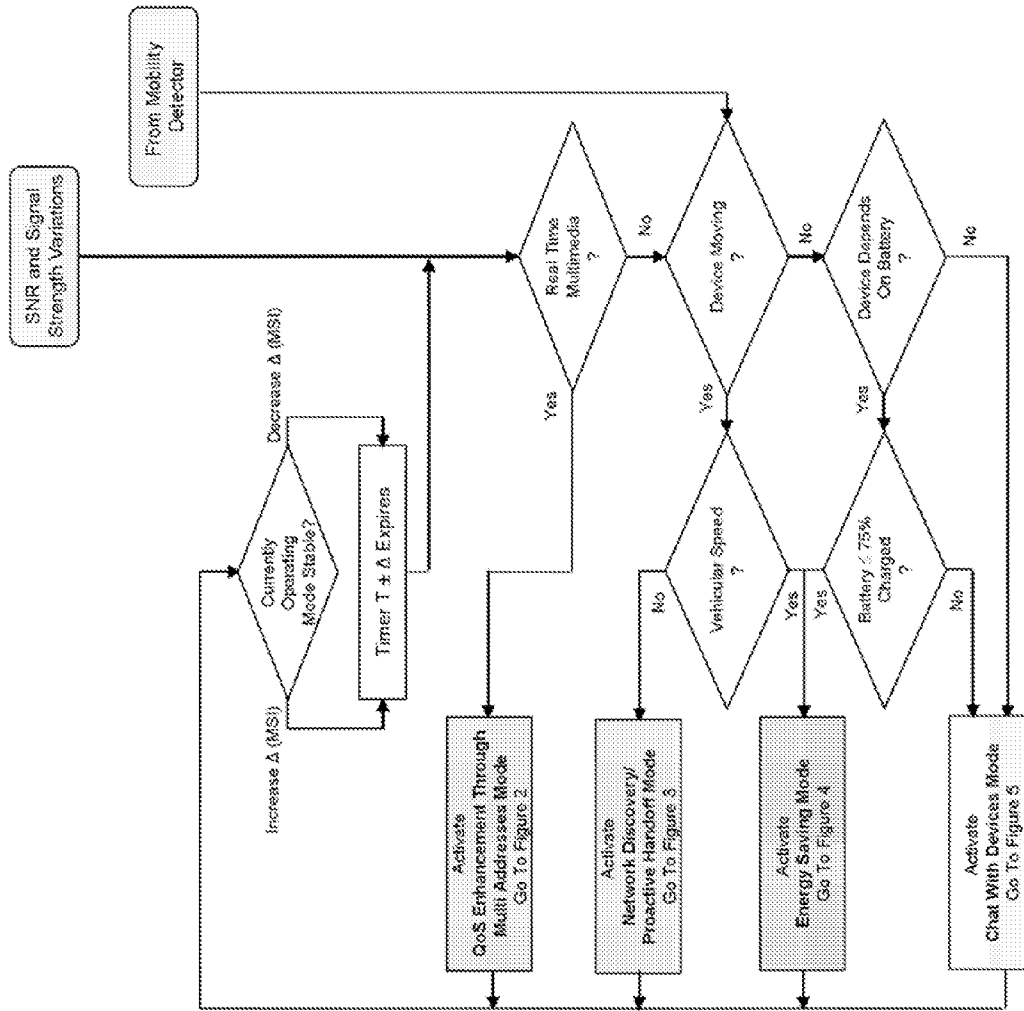 SNR and Signal
Strength Variations
From Mobility
Detector
Currently
Operating
Mode Stable?
Increase Δ (MSI)
Decrease Δ (MSI)
Timer T ± Δ Expires
Real Time
Multimedia
?
Yes
No
Device Moving
?
Yes
No
Device Depends
On Battery
?
Yes
No
Vehicular Speed
?
No
Yes
Battery ≤ 75%
Charged
?
Yes
No
Activate
QoS Enhancement Through
Multi Addresses Mode
Go To Figure 2
Activate
Network Discovery/
Proactive Handoff Mode
Go To Figure 3
Activate
Energy Saving Mode
Go To Figure 4
Activate
Chat With Devices Mode
Go To Figure 5